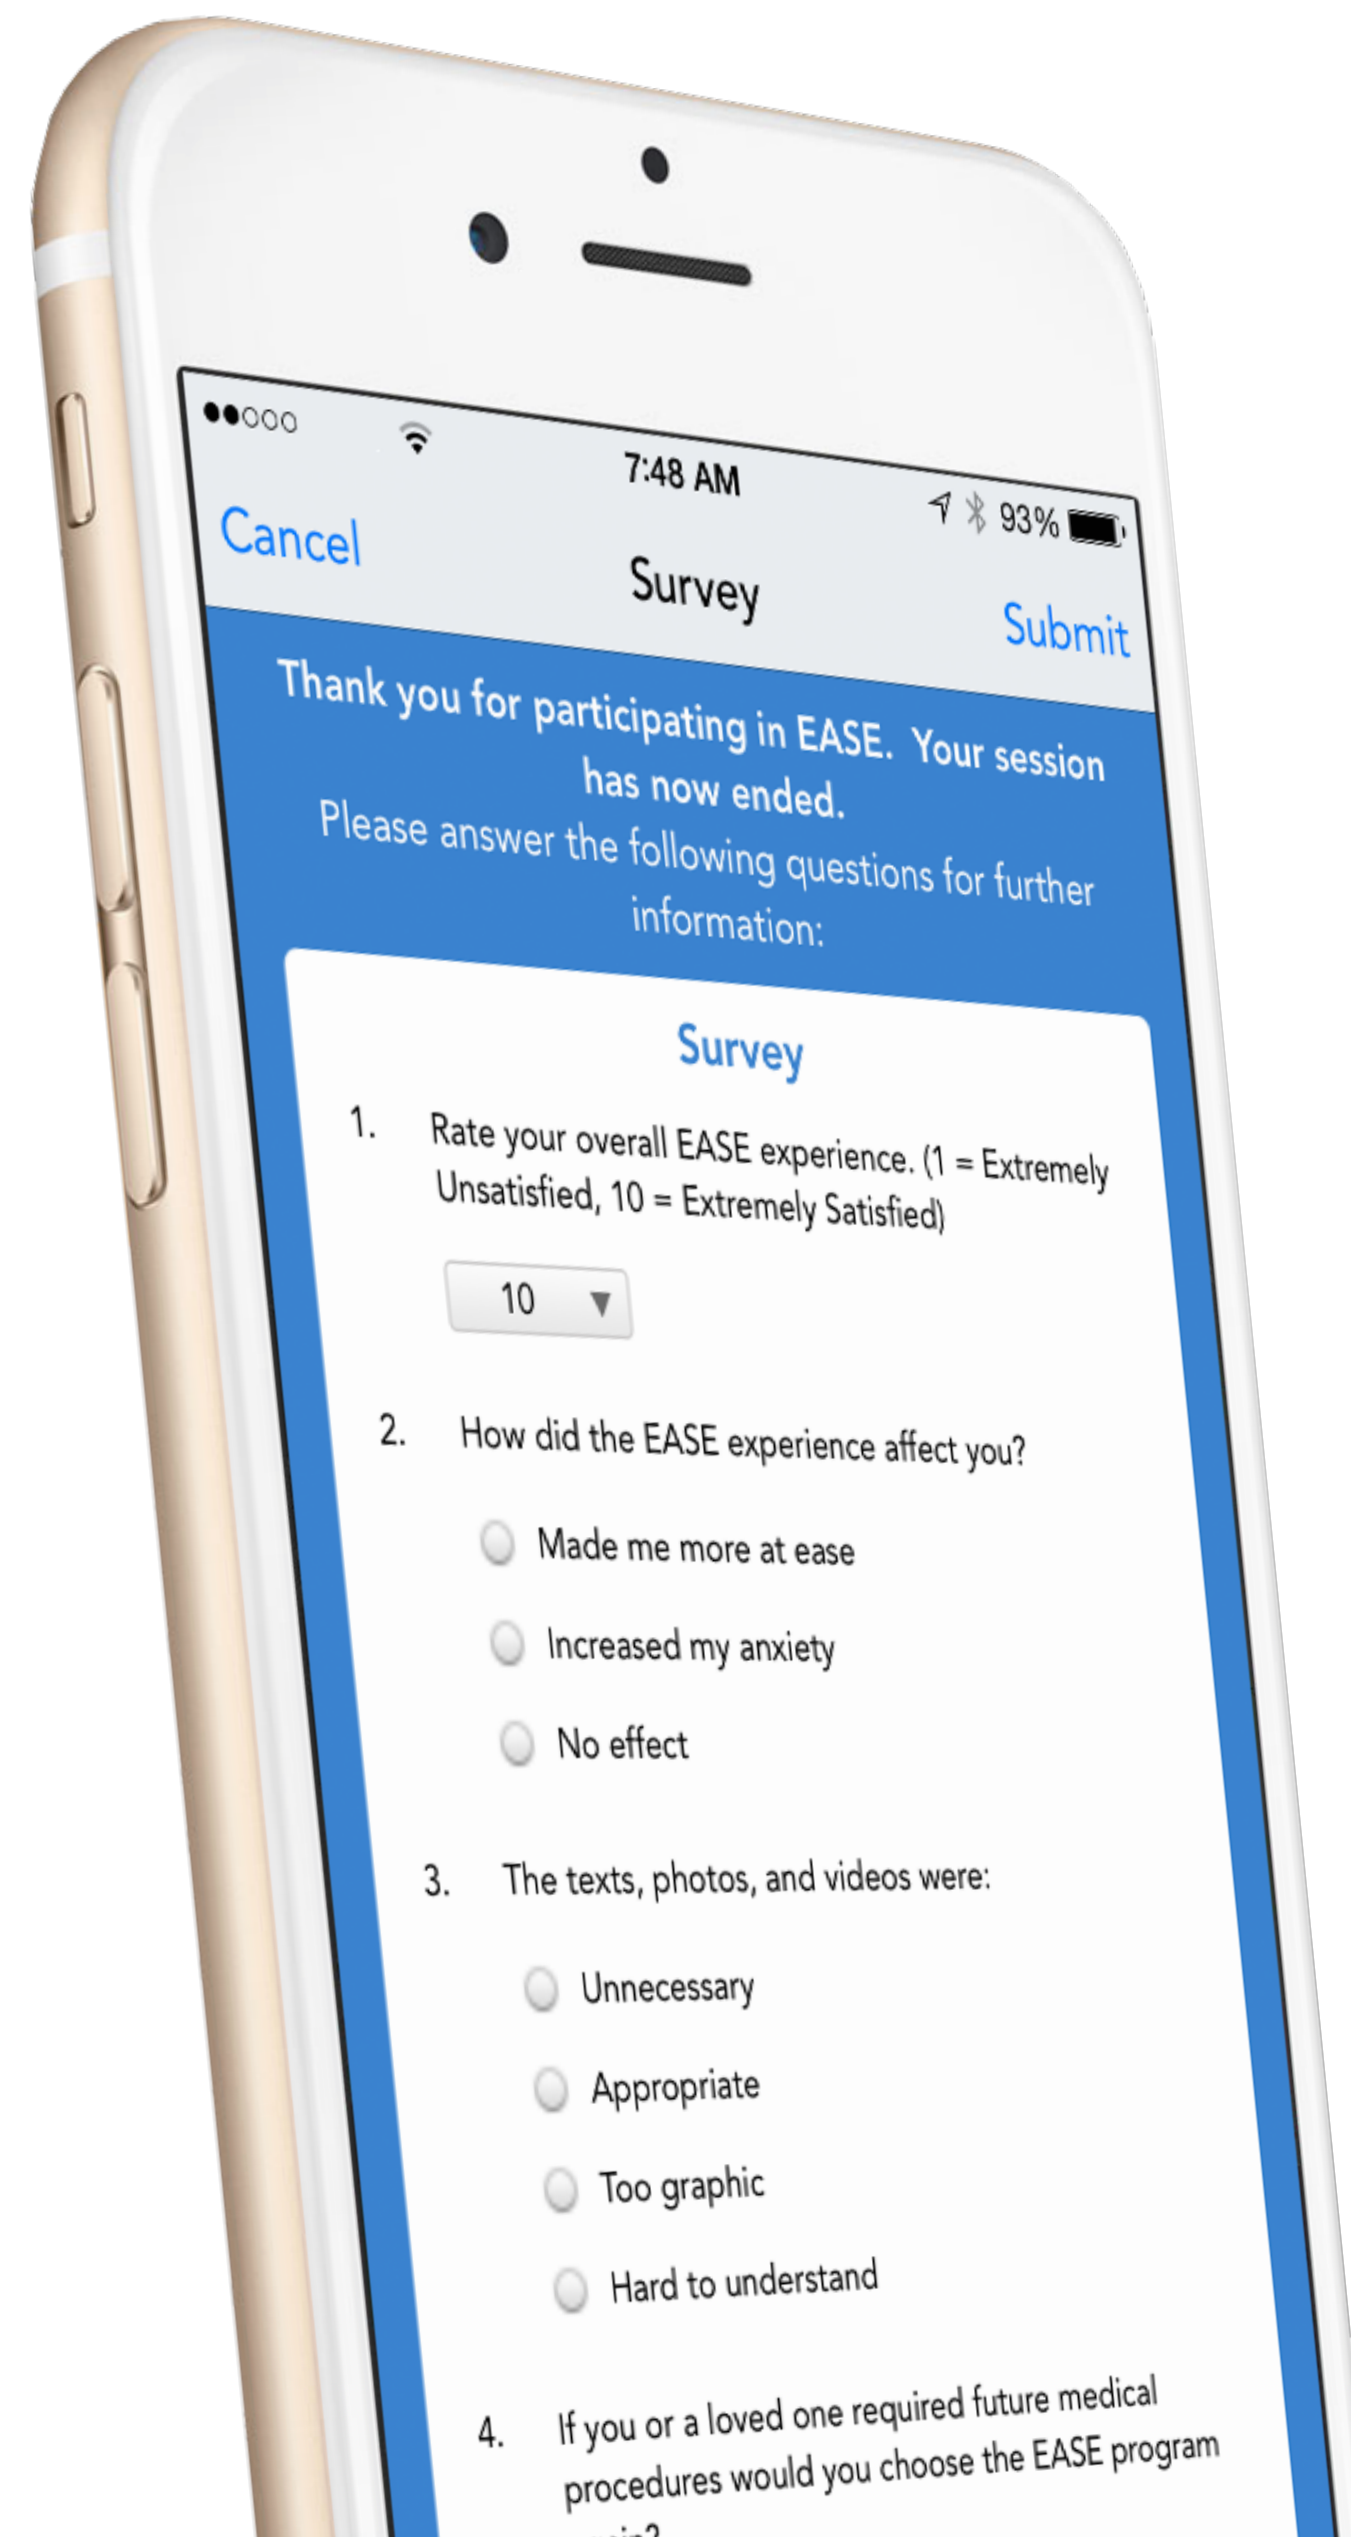 7:48 AM
93%
Cancel
Survey
Submit
Thank you for participating in EASE. Your session
has now ended.
Please answer the following questions for further
information:
Survey
1. Rate your overall EASE experience. (1 = Extremely
Unsatisfied, 10 = Extremely Satisfied)
10
2. How did the EASE experience affect you?
Made me more at ease
Increased my anxiety
No effect
3. The texts, photos, and videos were:
Unnecessary
Appropriate
Too graphic
Hard to understand
4. If you or a loved one required future medical
procedures would you choose the EASE program